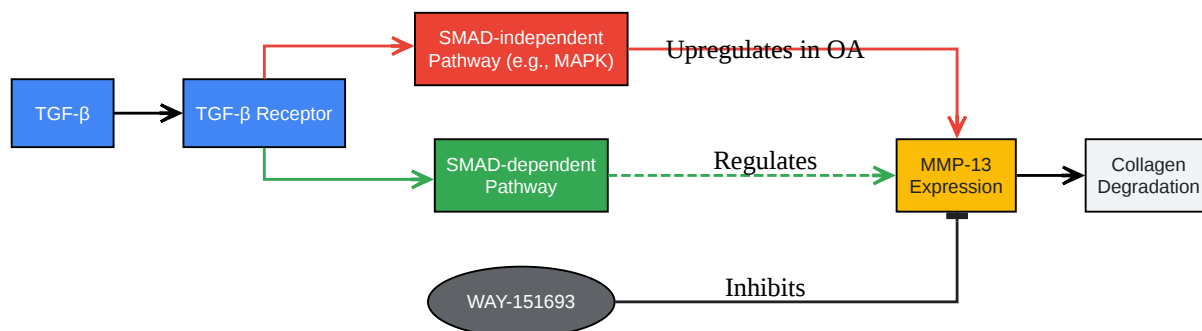 SMAD-independent
Pathway (e.g., MAPK)
Upregulates in OA
TGF-β
TGF-β Receptor
SMAD-dependent
Pathway
Regulates
MMP-13
Expression
Collagen
Degradation
WAY-151693
Inhibits